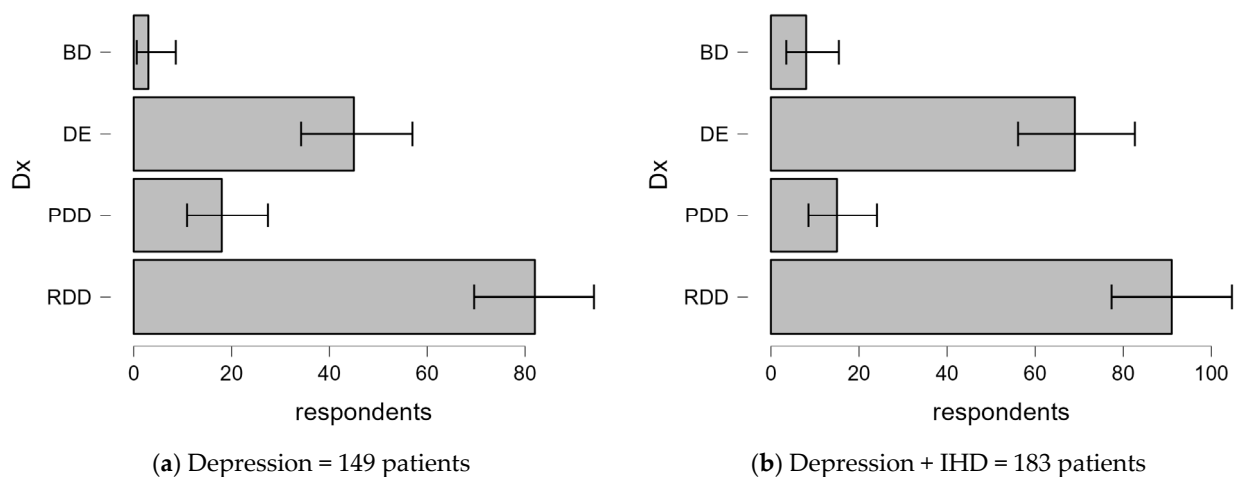 BD
DE
PDD
RDD
Dx
0 20 40 60 80
respondents
(a) Depression = 149 patients
BD
DE
PDD
RDD
Dx
0 20 40 60 80 100
respondents
(b) Depression + IHD = 183 patients